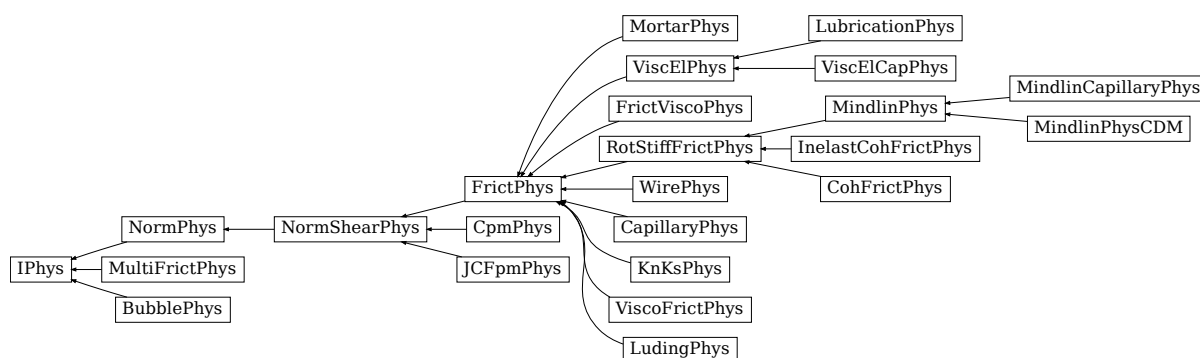 MortarPhys
LubricationPhys
ViscElPhys
ViscElCapPhys
MindlinCapillaryPhys
FrictViscoPhys
MindlinPhys
MindlinPhysCDM
RotStiffFrictPhys
InelastCohFrictPhys
FrictPhys
WirePhys
CohFrictPhys
NormPhys
NormShearPhys
CpmPhys
CapillaryPhys
IPhys
MultiFrictPhys
JCFpmPhys
KnKsPhys
BubblePhys
ViscoFrictPhys
LudingPhys